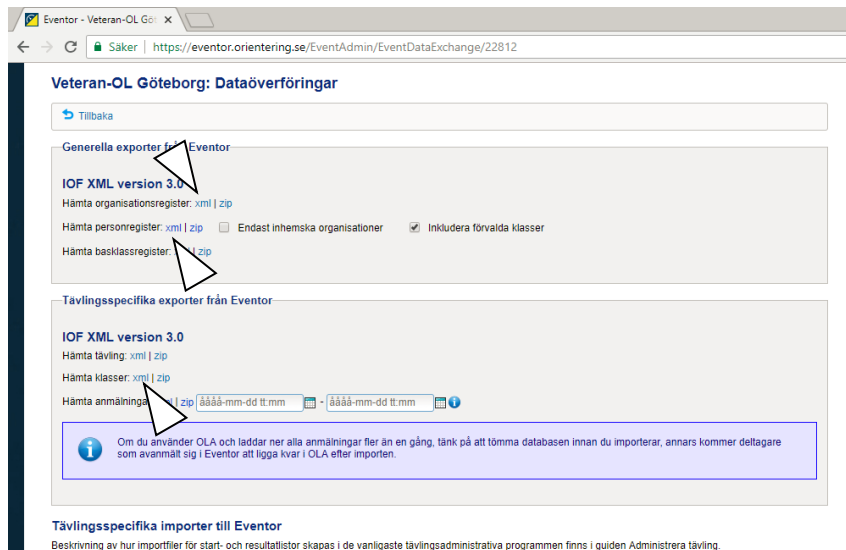 Eventor - Veteran-OL Gö
Säker | https://eventor.orientering.se/EventAdmin/EventDataExchange/22812
Veteran-OL Göteborg: Dataöverföringar
Tillbaka
Generella exporter Eventor
IOF XML version 3.0
Hämta organisationsregister: xml | zip
Hämta personregister: xml | zip Endast inhemska organisationer Inkludera förvalda klasser
Hämta basklassregister: | zip
Tävlingsspecifika exporter från Eventor
IOF XML version 3.0
Hämta tävling: xml | zip
Hämta klasser: xml | zip
Hämta | zip åååå-mm-dd tt:mm - åååå-mm-dd tt:mm
Om du använder OLA och laddar ner alla anmälningar fler än en gång, tänk på att tömma databasen innan du importerar, annars kommer deltagare
som avanmält sig i Eventor att ligga kvar i OLA efter importen.
Tävlingsspecifika importer till Eventor
Beskrivning av hur importfiler för start- och resultatlistor skapas i de vanligaste tävlingsadministrativa programmen finns i guiden Administrera tävling.